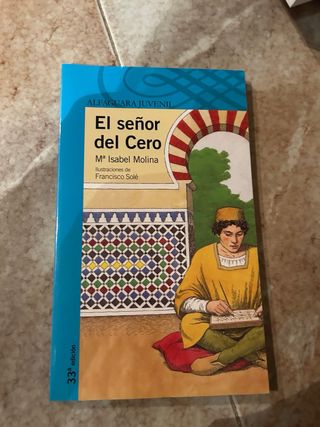 ALFAGUARA JUVENIL
El señor
del Cero
Mª Isabel Molina
Ilustraciones de
Francisco Solé
33ª edición